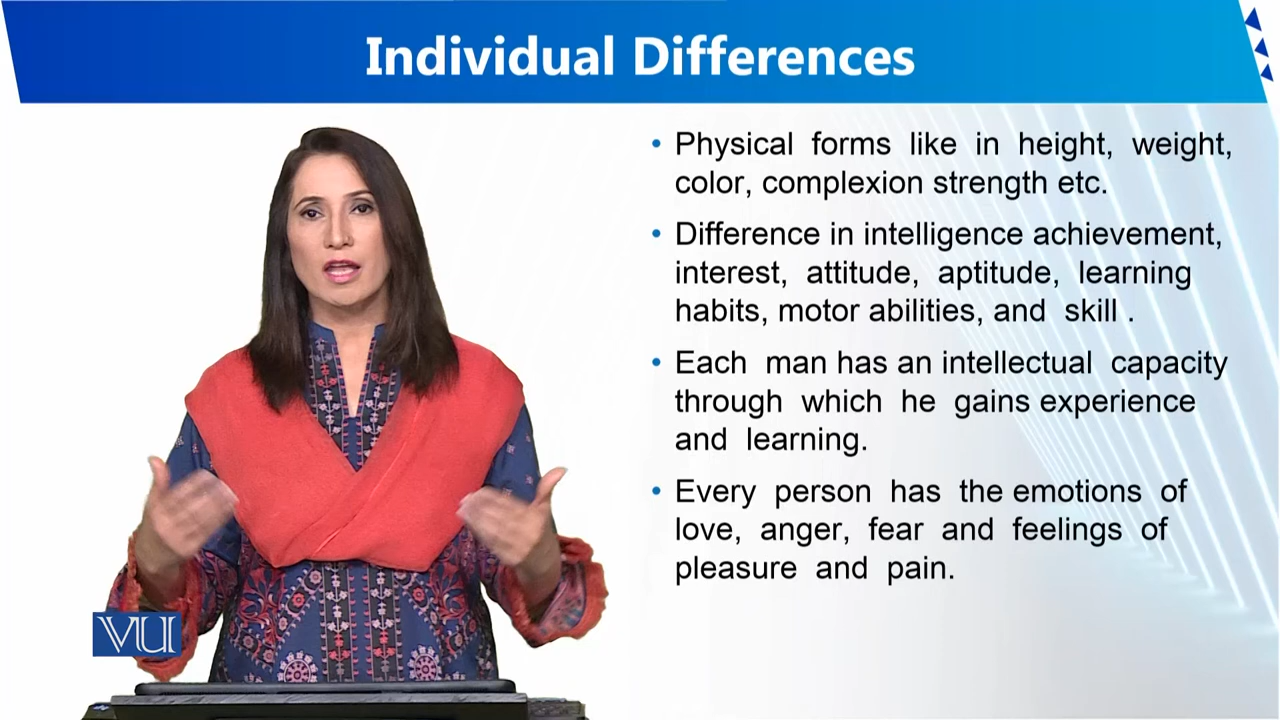 Individual Differences
• Physical forms like in height, weight,
color, complexion strength etc.
• Difference in intelligence achievement,
interest, attitude, aptitude, learning
habits, motor abilities, and skill .
• Each man has an intellectual capacity
through which he gains experience
and learning.
• Every person has the emotions of
love, anger, fear and feelings of
pleasure and pain.
VU